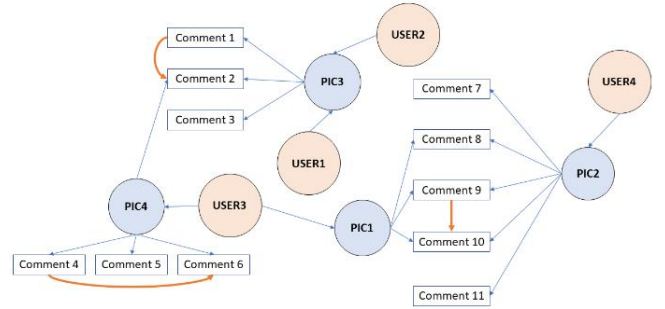 Comment 1
USER2
Comment 2
PIC3
Comment 7
USER4
Comment 3
Comment 8
USER1
PIC2
Comment 9
PIC4
USER3
PIC1
Comment 10
Comment 4
Comment 5
Comment 6
Comment 11